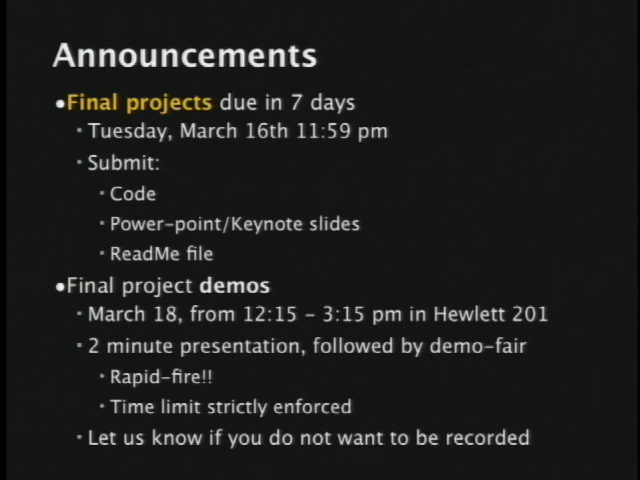 Announcements
•Final projects due in 7 days
• Tuesday, March 16th 11:59 pm
• Submit:
• Code
• Power-point/Keynote slides
• ReadMe file
•Final project demos
• March 18, from 12:15 - 3:15 pm in Hewlett 201
• 2 minute presentation, followed by demo-fair
• Rapid-fire!!
• Time limit strictly enforced
• Let us know if you do not want to be recorded